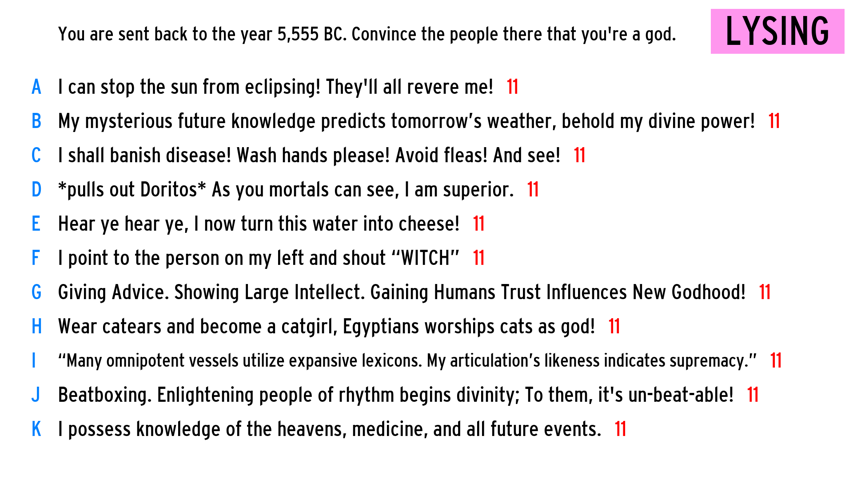 You are sent back to the year 5,555 BC. Convince the people there that you're a god.
LYSING
A I can stop the sun from eclipsing! They'll all revere me! 11
B My mysterious future knowledge predicts tomorrow’s weather, behold my divine power! 11
C I shall banish disease! Wash hands please! Avoid fleas! And see! 11
D *pulls out Doritos* As you mortals can see, I am superior. 11
E Hear ye hear ye, I now turn this water into cheese! 11
F I point to the person on my left and shout “WITCH” 11
G Giving Advice. Showing Large Intellect. Gaining Humans Trust Influences New Godhood! 11
H Wear catears and become a catgirl, Egyptians worships cats as god! 11
I “Many omnipotent vessels utilize expansive lexicons. My articulation’s likeness indicates supremacy.” 11
J Beatboxing. Enlightening people of rhythm begins divinity; To them, it's un-beat-able! 11
K I possess knowledge of the heavens, medicine, and all future events. 11